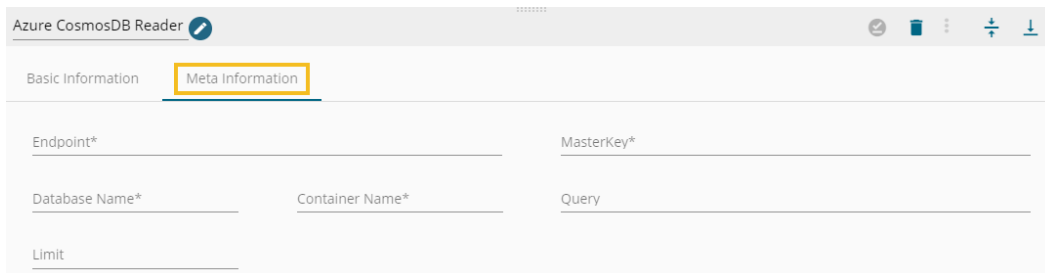 Azure CosmosDB Reader
Basic Information Meta Information
Endpoint* MasterKey*
Database Name* Container Name* Query
Limit